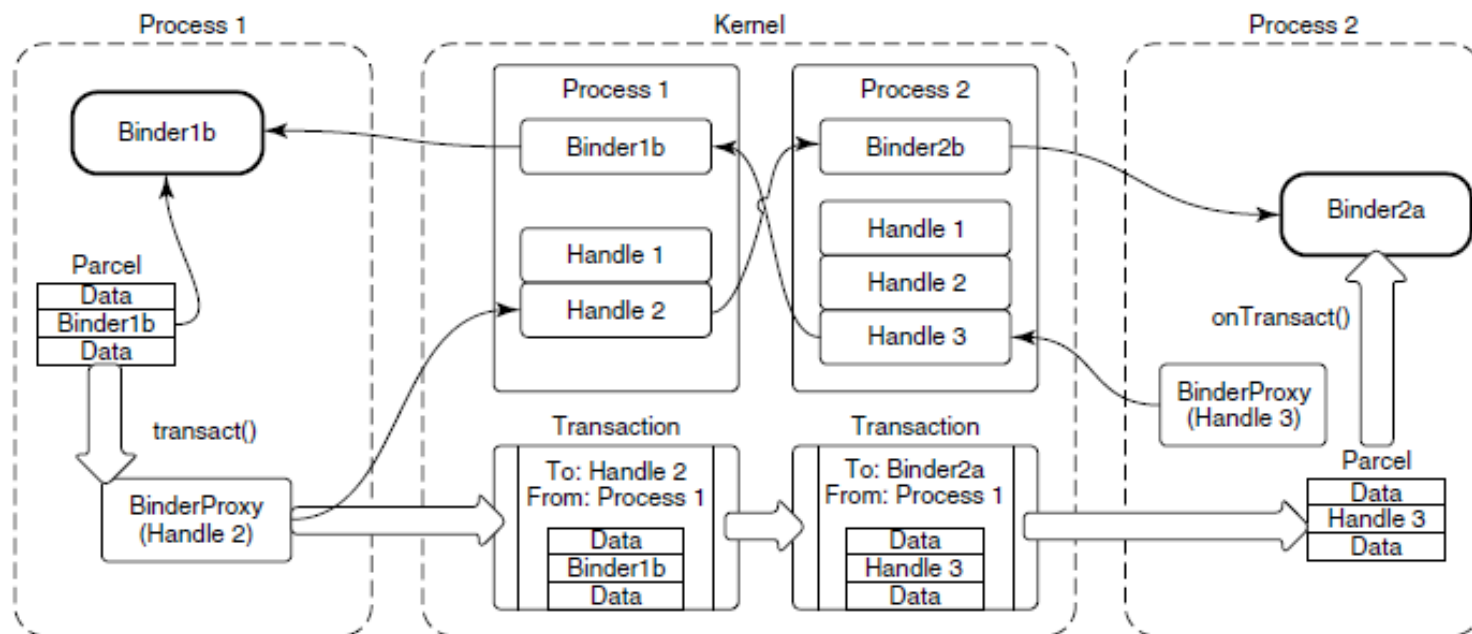 Process 1
Kernel
Process 2
Binder1b
Parcel
Data
Binder1b
Data
transact()
BinderProxy
(Handle 2)
Process 1
Binder1b
Handle 1
Handle 2
Process 2
Binder2b
Handle 1
Handle 2
Handle 3
Transaction
To: Handle 2
From: Process 1
Data
Binder1b
Data
Transaction
To: Binder2a
From: Process 1
Data
Handle 3
Data
Binder2a
onTransact()
BinderProxy
(Handle 3)
Parcel
Data
Handle 3
Data